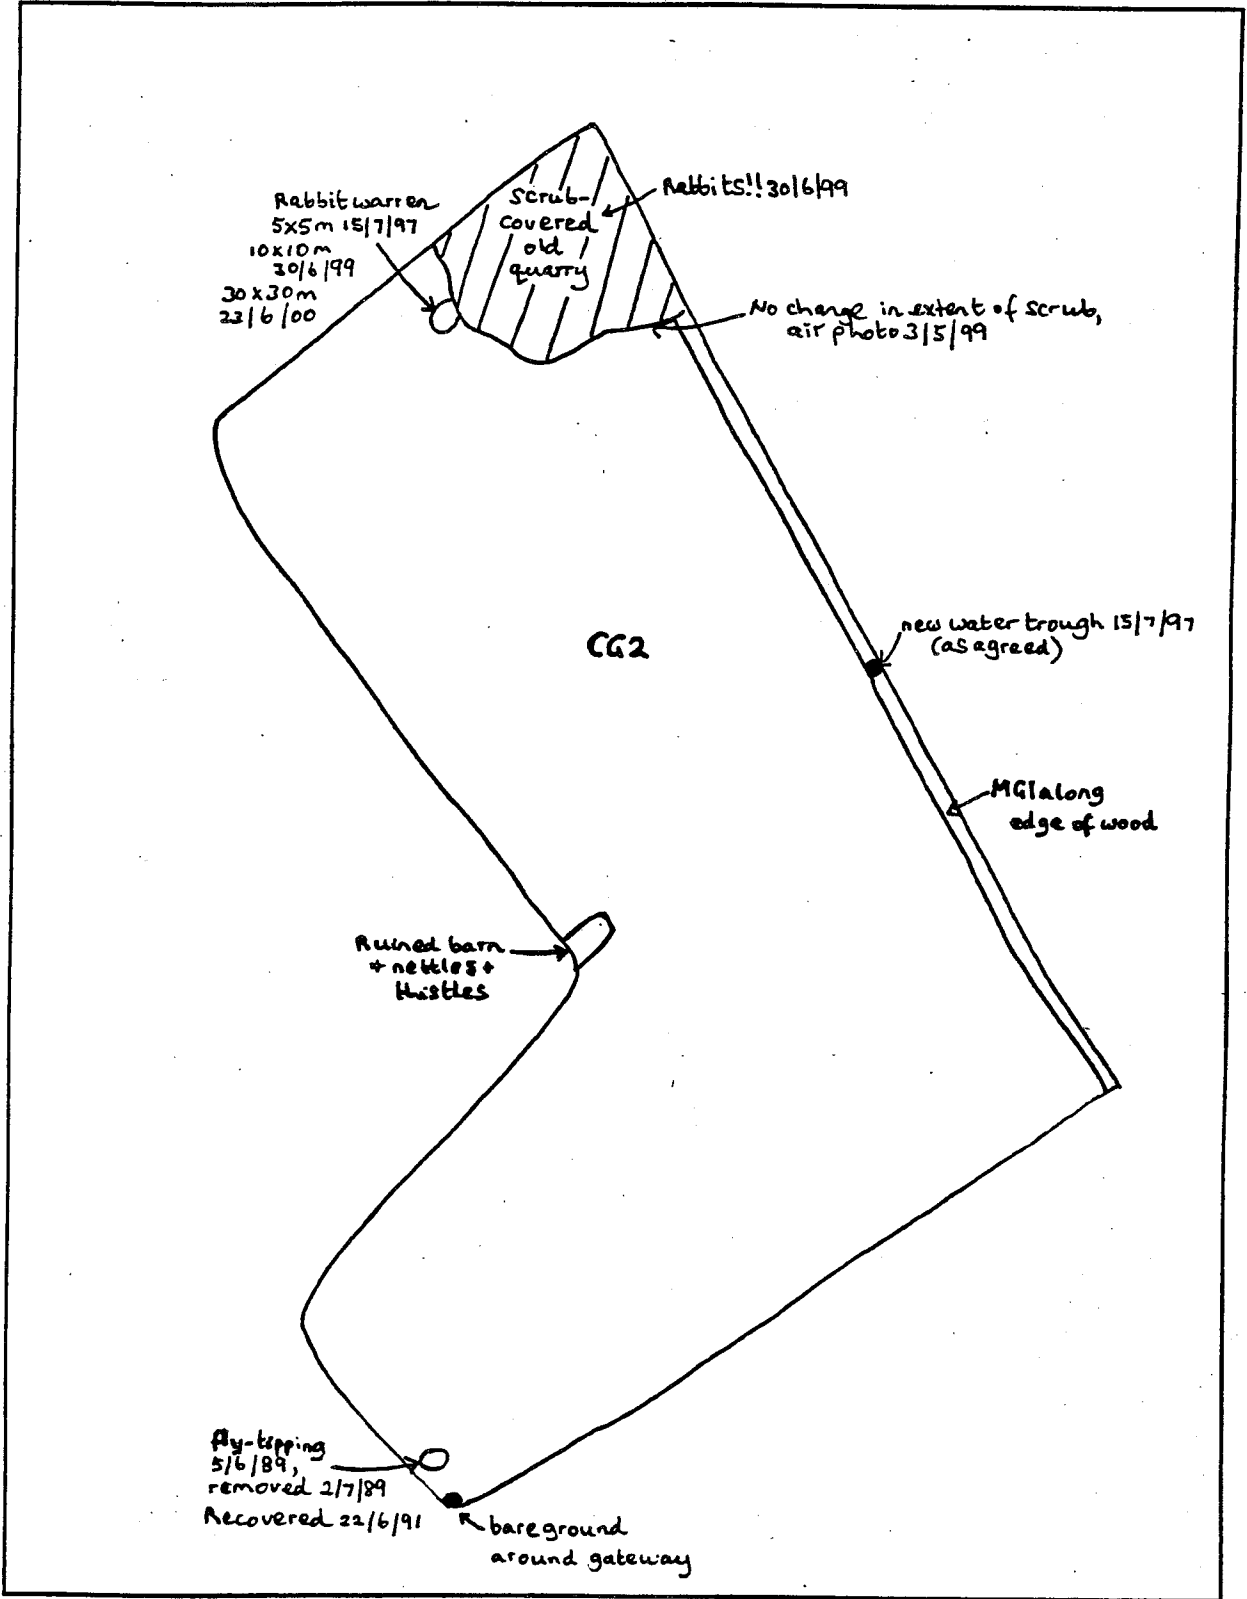 Rabbit warren
5x5m 15/7/97
10x10m
30/6/99
30x30m
23/6/00
Scrub-
covered
old
quarry
Rabbits!! 30/6/99
No change in extent of scrub,
air photo 3/5/99
CG2
new water trough 15/7/97
(as agreed)
MG1 along
edge of wood
Ruined barn
+ nettles +
thistles
fly-tipping
5/6/89,
removed 2/7/89
Recovered 22/6/91
bareground
around gateway